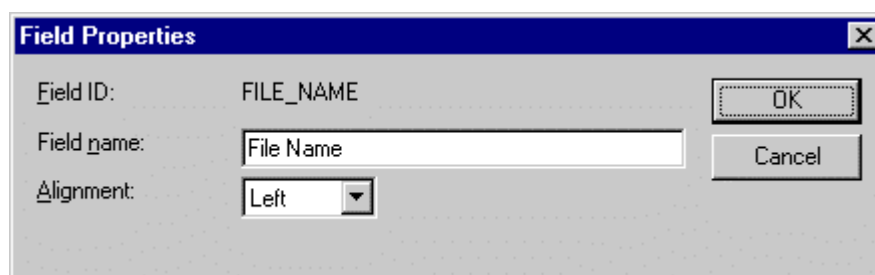 Field Properties
Field ID: FILE_NAME
OK
Field name: File Name
Cancel
Alignment: Left